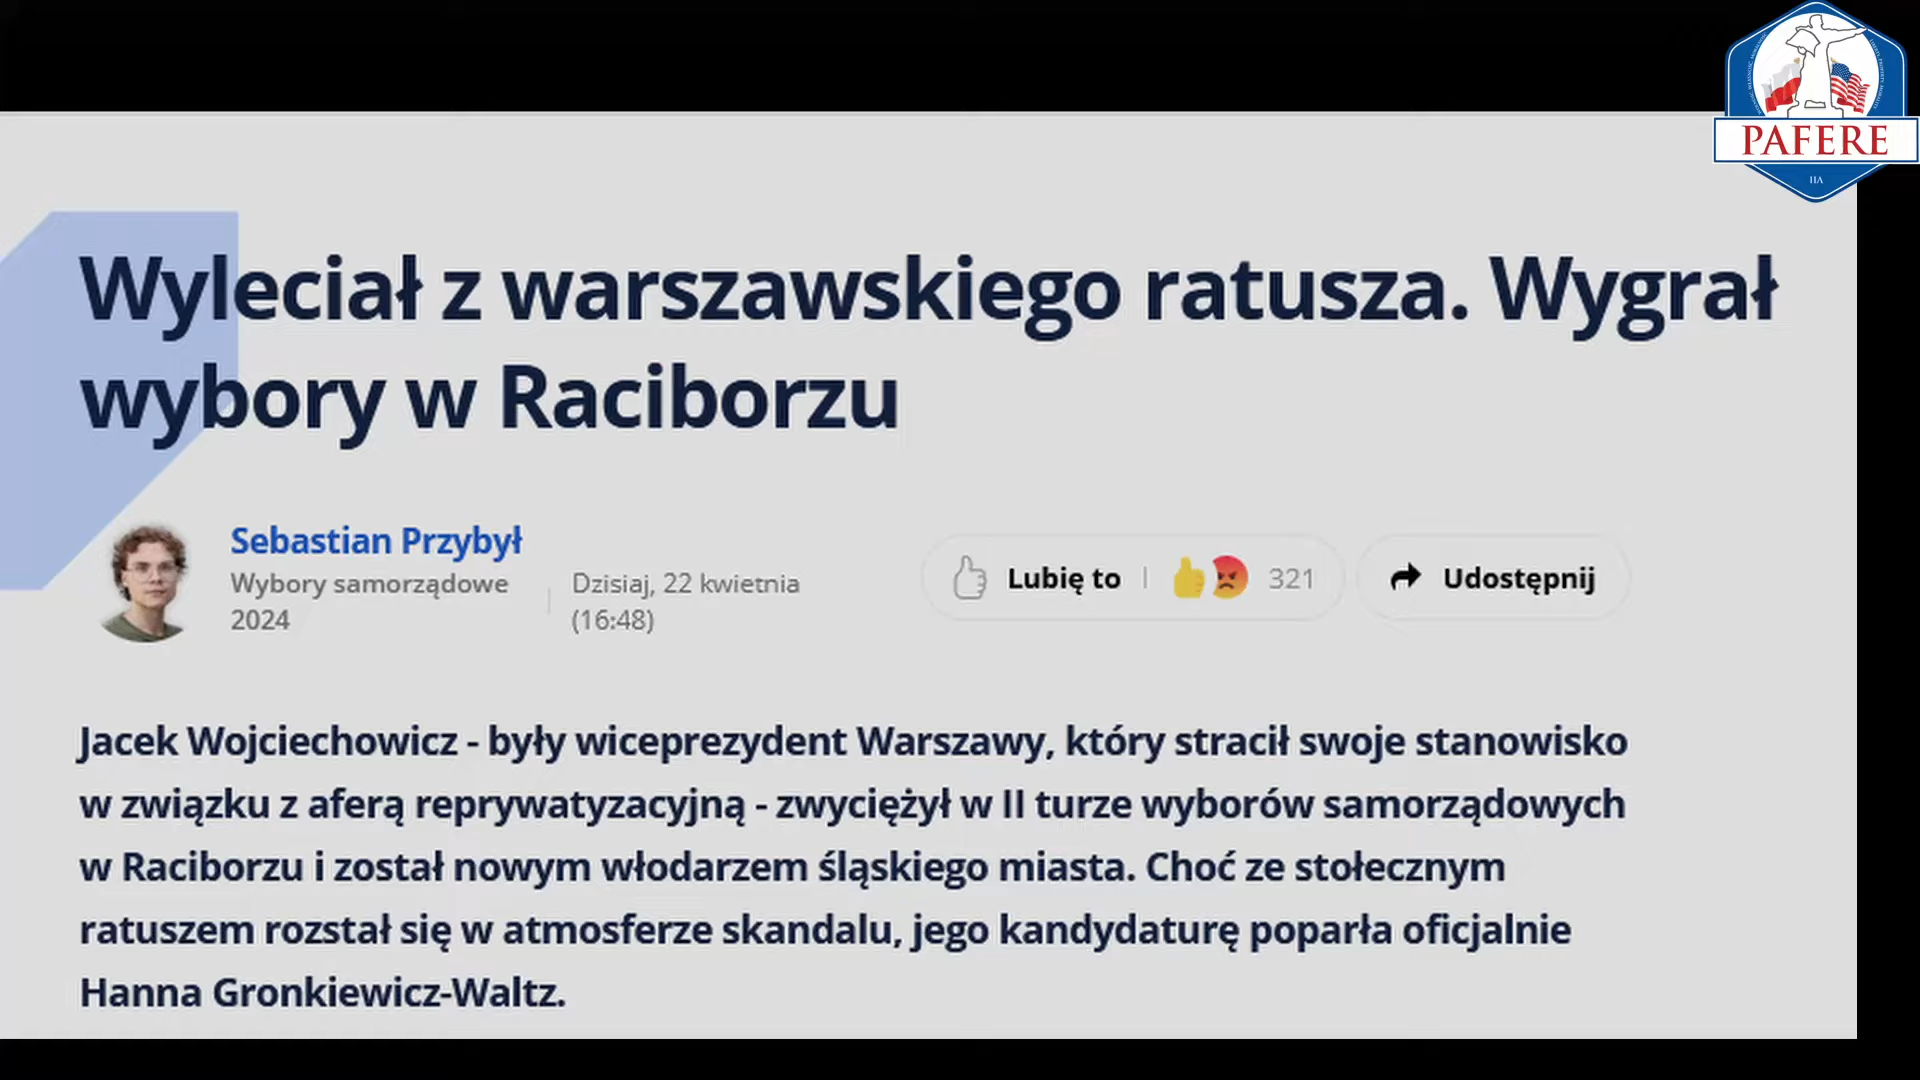 PAFERE
Wyleciał z warszawskiego ratusza. Wygrał
wybory w Raciborzu
Sebastian Przybył
Wybory samorządowe
2024
Dzisiaj, 22 kwietnia
(16:48)
Lubię to
321
Udostępnij
Jacek Wojciechowicz - były wiceprezydent Warszawy, który stracił swoje stanowisko
w związku z aferą reprywatyzacyjną - zwyciężył w II turze wyborów samorządowych
w Raciborzu i został nowym włodarzem śląskiego miasta. Choć ze stołecznym
ratuszem rozstał się w atmosferze skandalu, jego kandydaturę poparła oficjalnie
Hanna Gronkiewicz-Waltz.